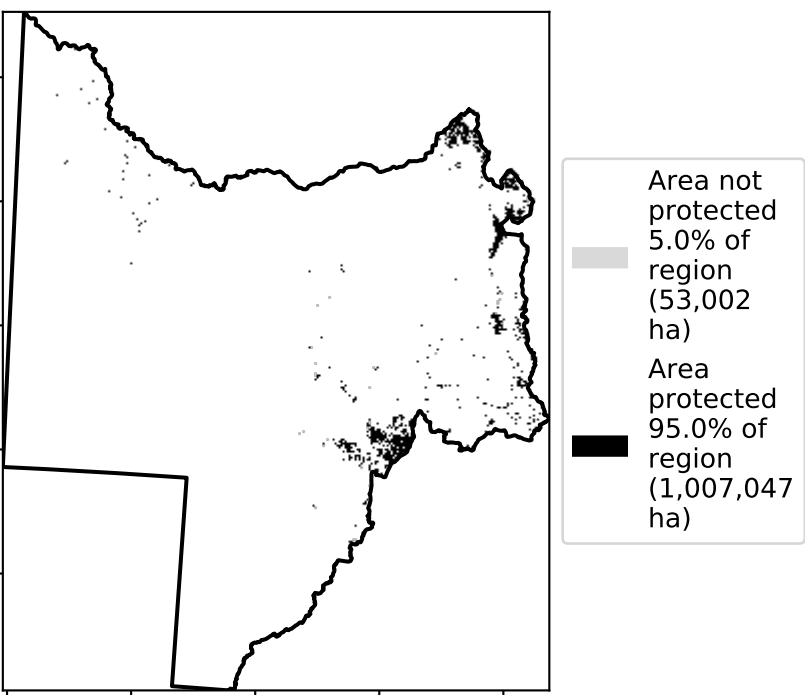 Area not
protected
5.0% of
region
(53,002
ha)
Area
protected
95.0% of
region
(1,007,047
ha)